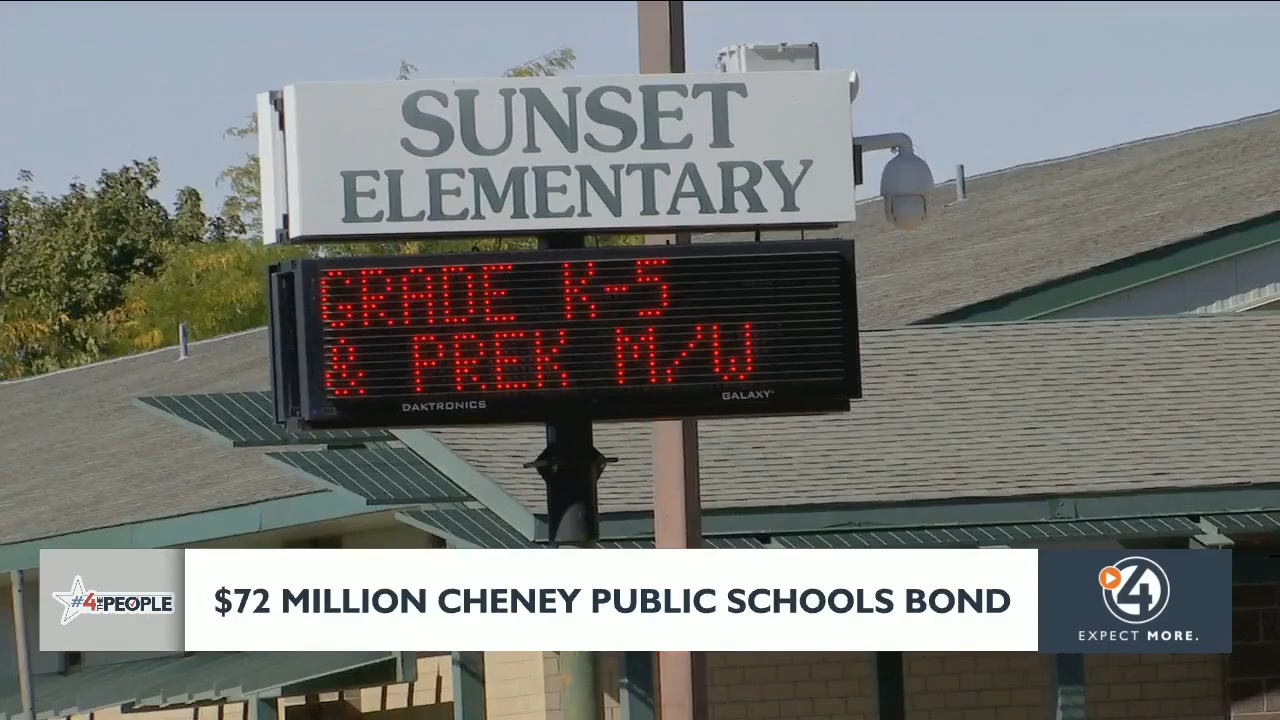 SUNSET
ELEMENTARY
GRADE K-5
& PREK M/W
DAKTRONICS
GALAXY
$72 MILLION CHENEY PUBLIC SCHOOLS BOND
#4THEPEOPLE
4
EXPECT MORE.